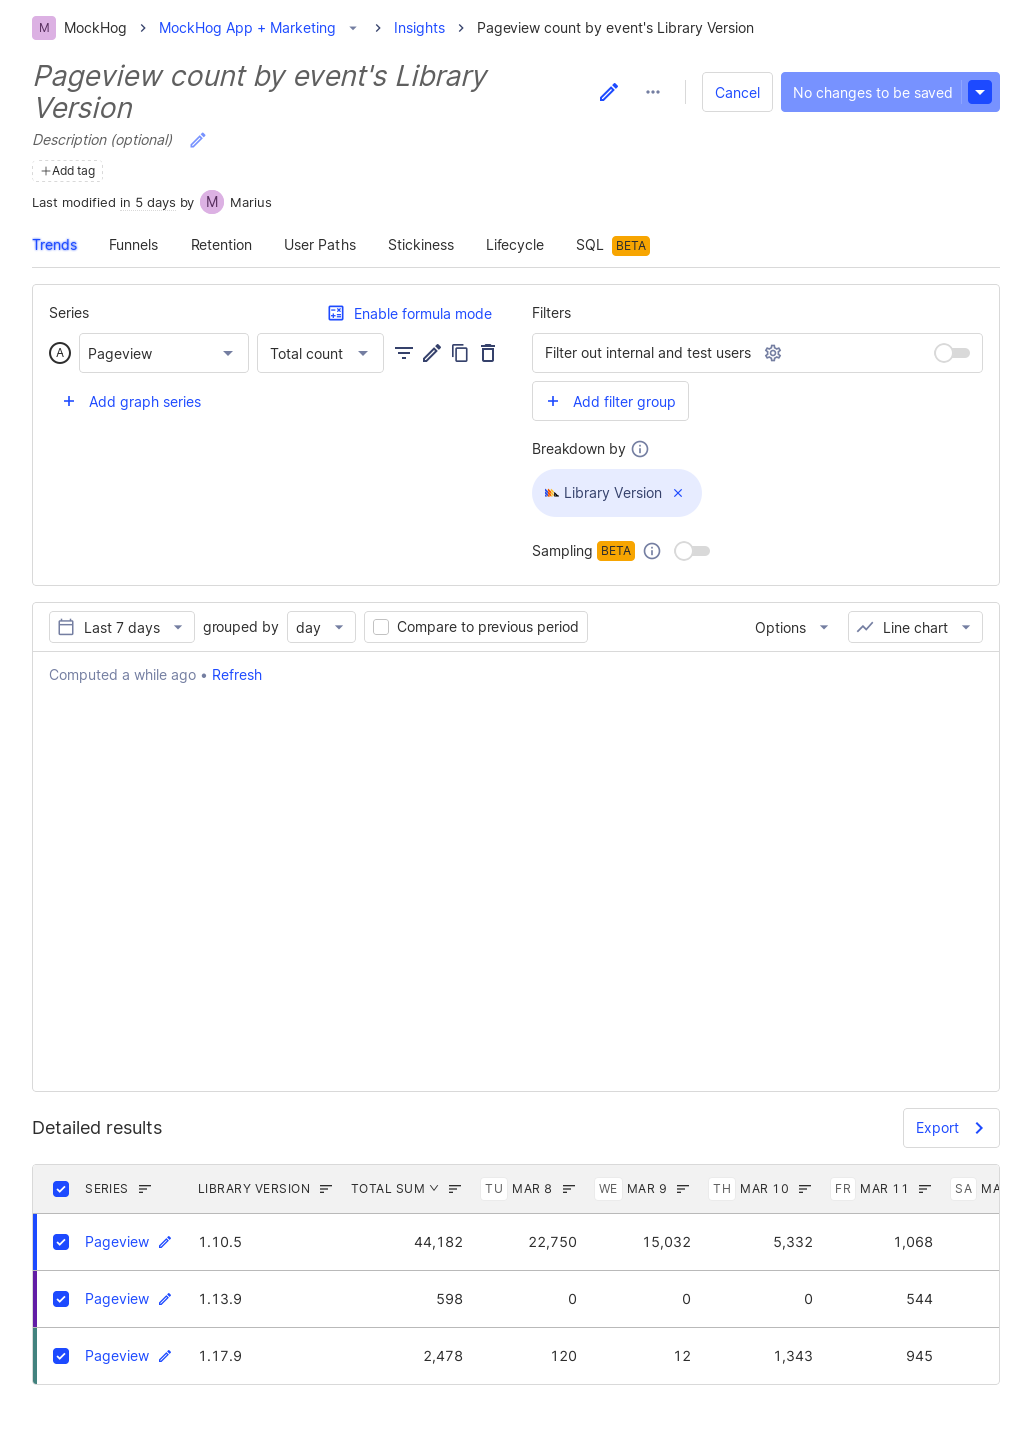 M MockHog MockHog App + Marketing Insights Pageview count by event's Library Version
Pageview count by event's Library
Version
Cancel No changes to be saved
Description (optional)
Add tag
Last modified in 5 days by M Marius
Trends Funnels Retention User Paths Stickiness Lifecycle SQL BETA
Series Enable formula mode
A Pageview Total count
Add graph series
Filters
Filter out internal and test users
Add filter group
Breakdown by
Library Version
Sampling BETA
Last 7 days grouped by day Compare to previous period Options Line chart
Computed a while ago • Refresh
Detailed results Export
SERIES LIBRARY VERSION TOTAL SUM TU MAR 8 WE MAR 9 TH MAR 10 FR MAR 11 SA MA
Pageview 1.10.5 44,182 22,750 15,032 5,332 1,068
Pageview 1.13.9 598 0 0 0 544
Pageview 1.17.9 2,478 120 12 1,343 945